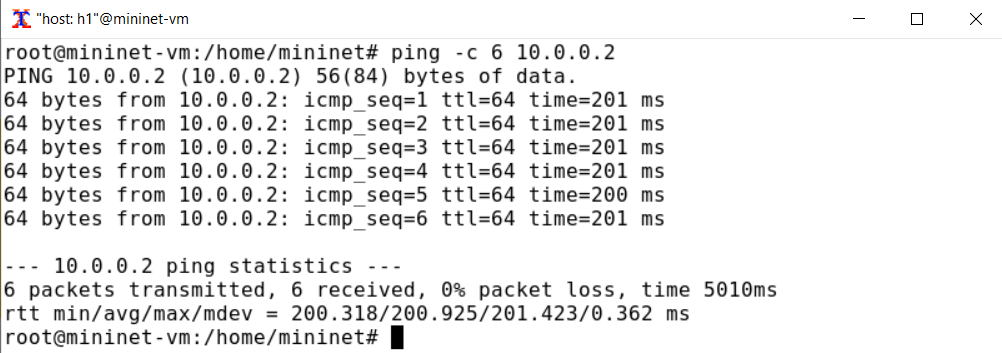 "host: h1"@mininet-vm
root@mininet-vm:/home/mininet# ping -c 6 10.0.0.2
PING 10.0.0.2 (10.0.0.2) 56(84) bytes of data.
64 bytes from 10.0.0.2: icmp_seq=1 ttl=64 time=201 ms
64 bytes from 10.0.0.2: icmp_seq=2 ttl=64 time=201 ms
64 bytes from 10.0.0.2: icmp_seq=3 ttl=64 time=201 ms
64 bytes from 10.0.0.2: icmp_seq=4 ttl=64 time=201 ms
64 bytes from 10.0.0.2: icmp_seq=5 ttl=64 time=200 ms
64 bytes from 10.0.0.2: icmp_seq=6 ttl=64 time=201 ms
--- 10.0.0.2 ping statistics ---
6 packets transmitted, 6 received, 0% packet loss, time 5010ms
rtt min/avg/max/mdev = 200.318/200.925/201.423/0.362 ms
root@mininet-vm:/home/mininet#